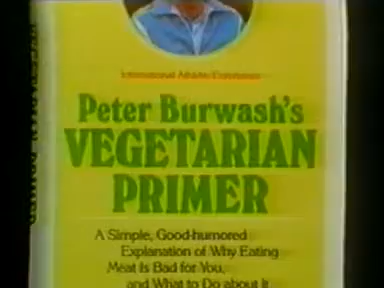 International Athlete/Entertainer
Peter Burwash's
VEGETARIAN
PRIMER
A Simple, Good-humored
Explanation of Why Eating
Meat Is Bad for You,
and What to Do about It